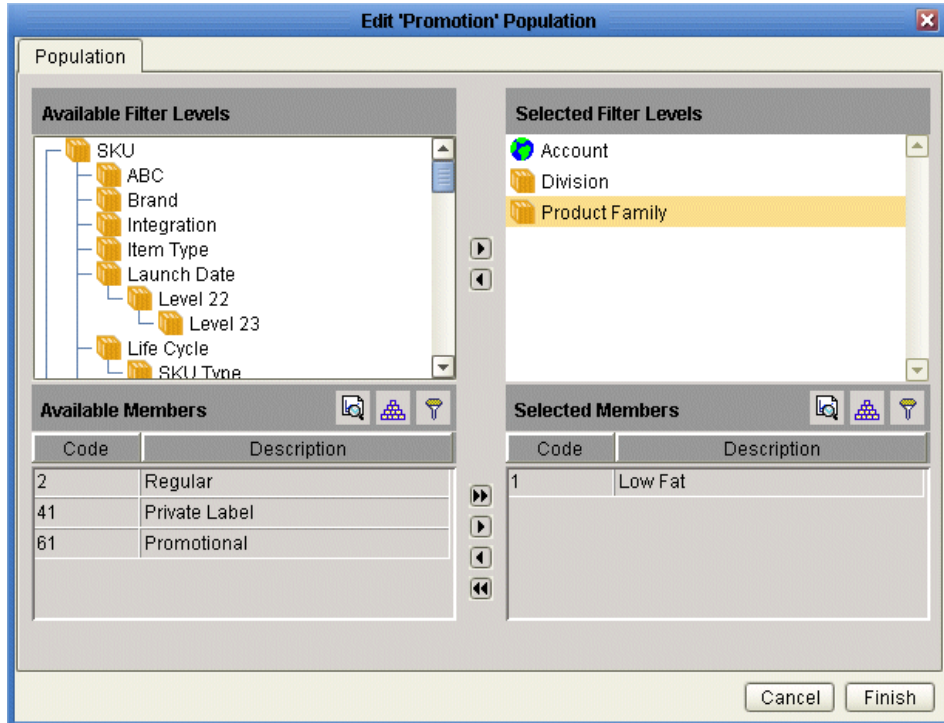 Edit 'Promotion' Population
Population
Available Filter Levels
SKU
ABC
Brand
Integration
Item Type
Launch Date
Level 22
Level 23
Life Cycle
SKU Type
Selected Filter Levels
Account
Division
Product Family
Available Members
Code Description
2 Regular
41 Private Label
61 Promotional
Selected Members
Code Description
1 Low Fat
Cancel Finish